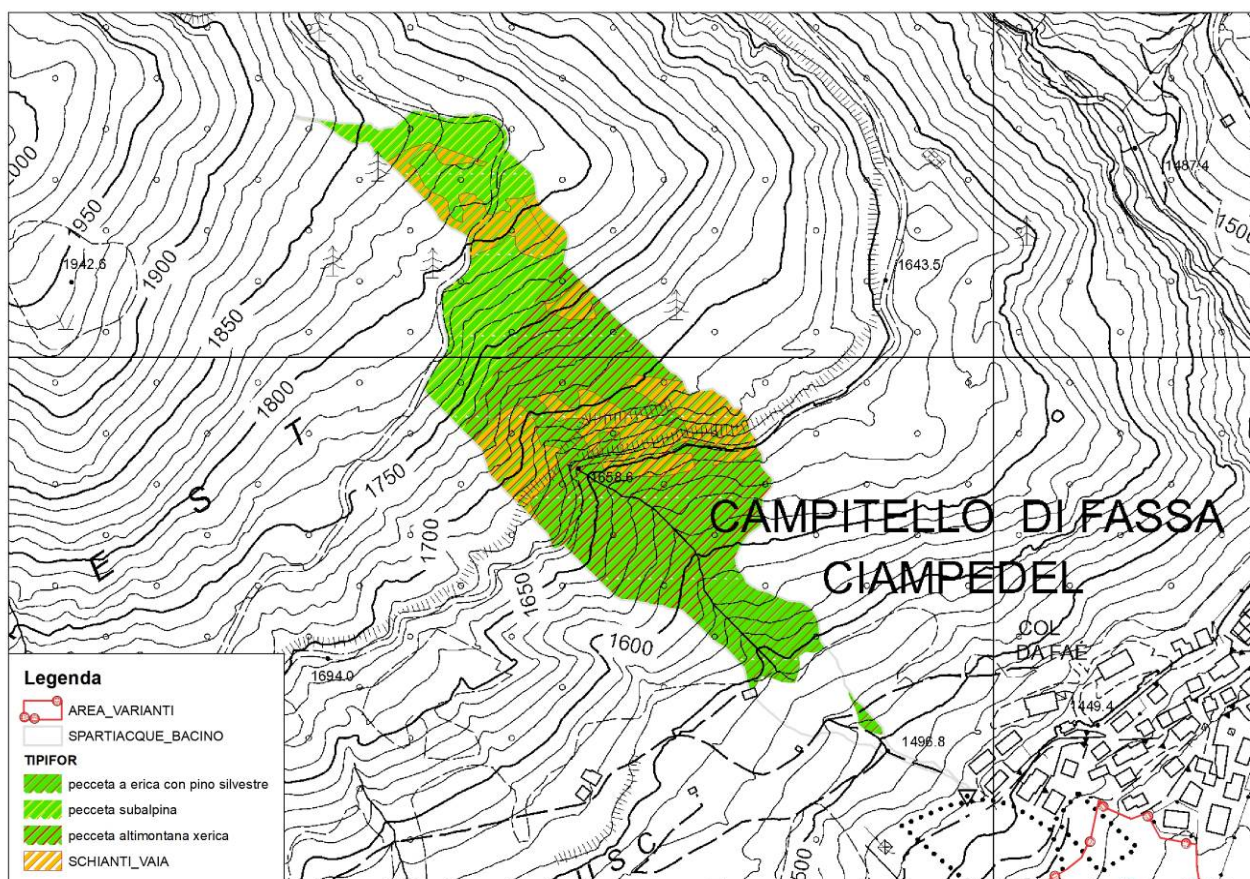 2000
1950
1942.6
1900
1850
1800
1750
1700
1650
1600
1487.4
1500
1643.5
E S T
1658.6
CAMPITELLO DI FASSA
CIAMPEDEL
COL
DA FAE
1449.4
1496.8
1694.0
1500
I S C
Legenda
AREA_VARIANTI
SPARTIACQUE_BACINO
TIPIFOR
pecceta a erica con pino silvestre
pecceta subalpina
pecceta altimontana xerica
SCHIANTI_VAIA